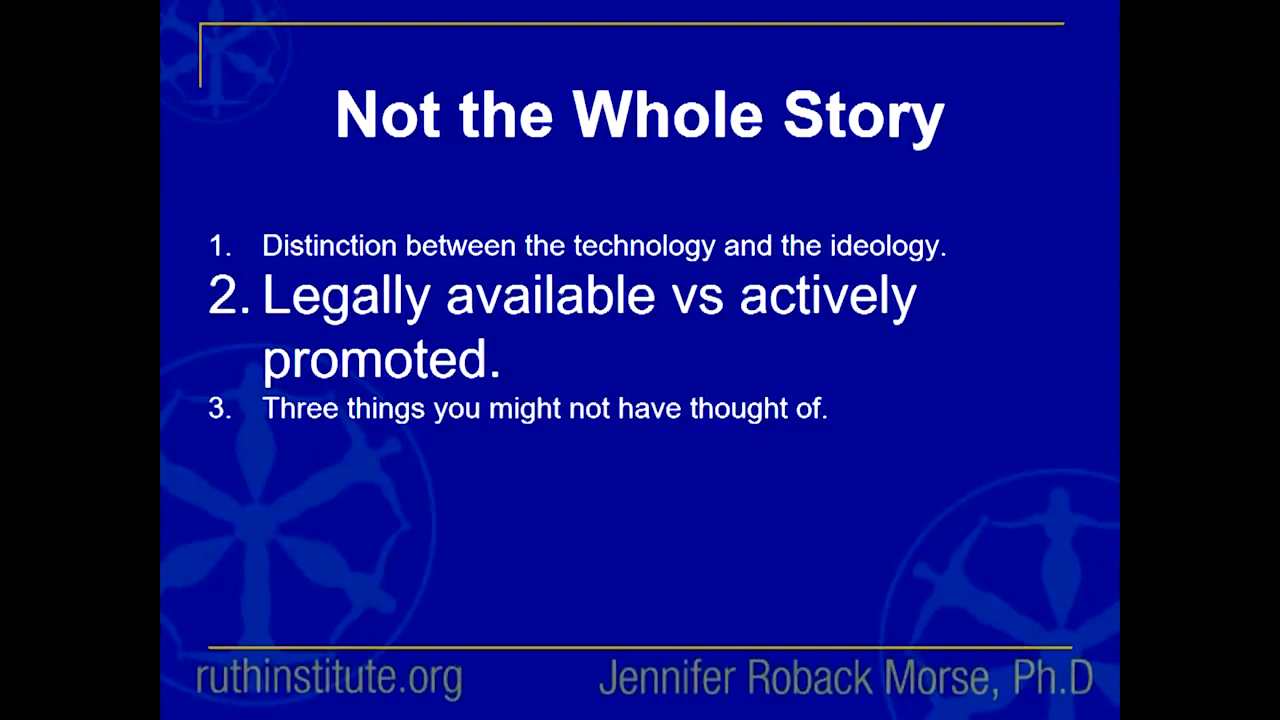 Not the Whole Story
1. Distinction between the technology and the ideology.
2. Legally available vs actively
promoted.
3. Three things you might not have thought of.
ruthinstitute.org Jennifer Roback Morse, Ph.D